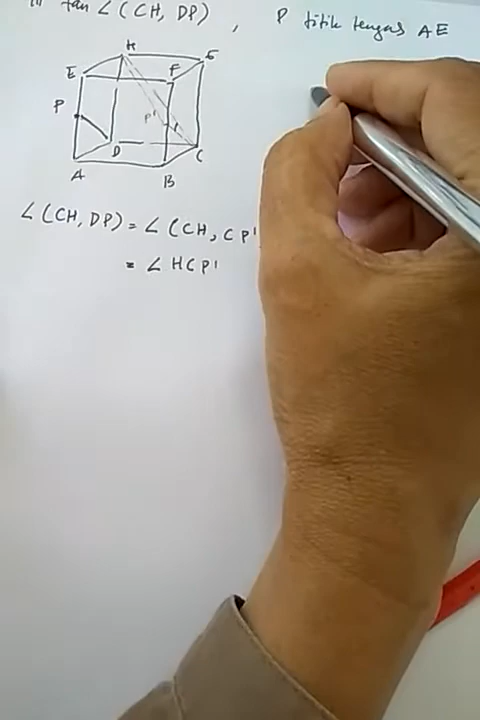 tan ∠(CH, DP) , P titik tengah AE
H G
E F
P P'
D C
A B
∠(CH, DP) = ∠(CH, CP'
= ∠ HCP'